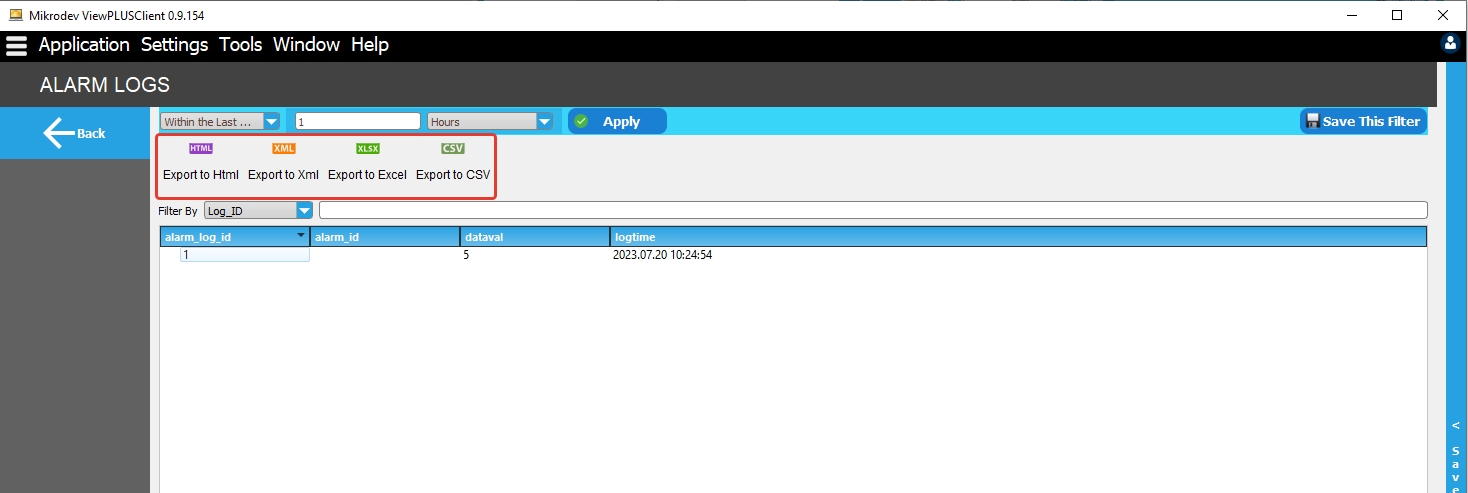 Mikrodev ViewPLUSClient 0.9.154
Application Settings Tools Window Help
ALARM LOGS
Back
Within the Last ... 1 Hours Apply Save This Filter
HTML XML XLSX CSV
Export to Html Export to Xml Export to Excel Export to CSV
Filter By Log_ID
alarm_log_id alarm_id dataval logtime
1 5 2023.07.20 10:24:54
<
S
a
v
e